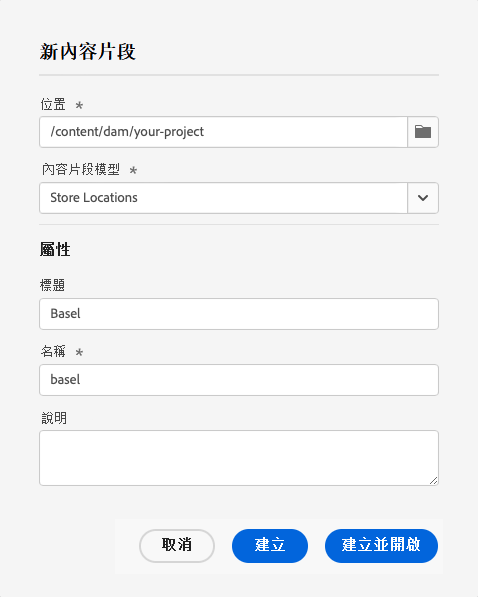 新內容片段
位置 *
/content/dam/your-project
內容片段模型 *
Store Locations
屬性
標題
Basel
名稱 *
basel
說明
取消 建立 建立並開啟